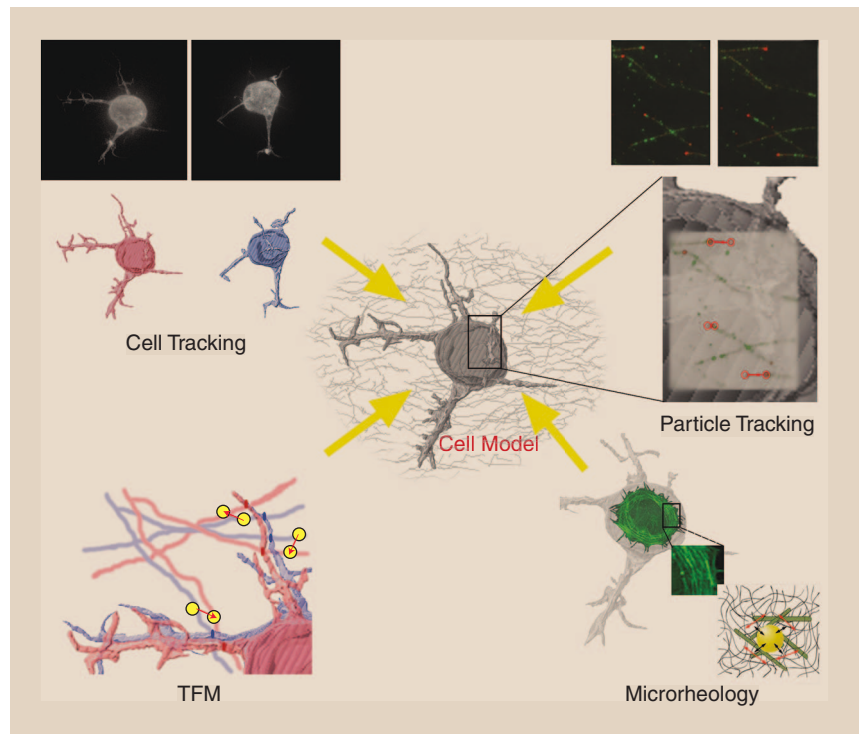 Cell Tracking
Particle Tracking
Cell Model
TFM
Microrheology